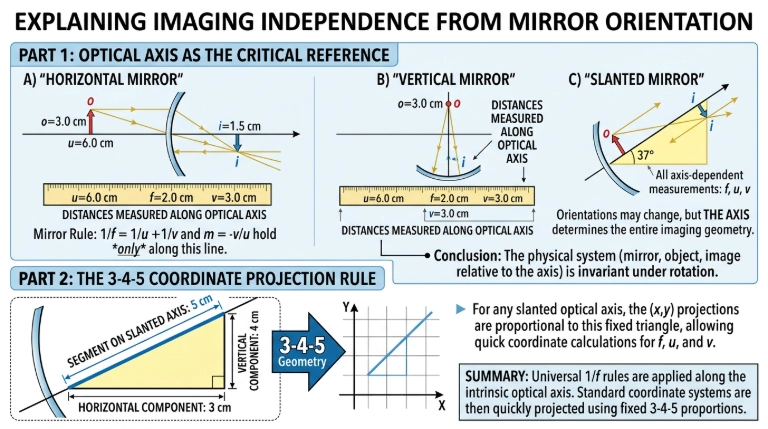 EXPLAINING IMAGING INDEPENDENCE FROM MIRROR ORIENTATION
PART 1: OPTICAL AXIS AS THE CRITICAL REFERENCE
A) “HORIZONTAL MIRROR”
o
o=3.0 cm
u=6.0 cm
i=1.5 cm
i
u=6.0 cm f=2.0 cm v=3.0 cm
DISTANCES MEASURED ALONG OPTICAL AXIS
Mirror Rule: 1/f = 1/u +1/v and m = -v/u hold
*only* along this line.
B) “VERTICAL MIRROR”
o=3.0 cm
o
i
DISTANCES
MEASURED
ALONG
OPTICAL
AXIS
u=6.0 cm f=2.0 cm v=3.0 cm
v=3.0 cm
DISTANCES MEASURED ALONG OPTICAL AXIS
C) “SLANTED MIRROR”
i
i
o
37°
All axis-dependent
measurements: f, u, v
Orientations may change, but THE AXIS
determines the entire imaging geometry.
Conclusion: The physical system (mirror, object, image
relative to the axis) is invariant under rotation.
PART 2: THE 3-4-5 COORDINATE PROJECTION RULE
SEGMENT ON SLANTED AXIS: 5 cm
VERTICAL
COMPONENT: 4 cm
HORIZONTAL COMPONENT: 3 cm
3-4-5
Geometry
Y
X
For any slanted optical axis, the (x,y) projections
are proportional to this fixed triangle, allowing
quick coordinate calculations for f, u, and v.
SUMMARY: Universal 1/f rules are applied along the
intrinsic optical axis. Standard coordinate systems are
then quickly projected using fixed 3-4-5 proportions.